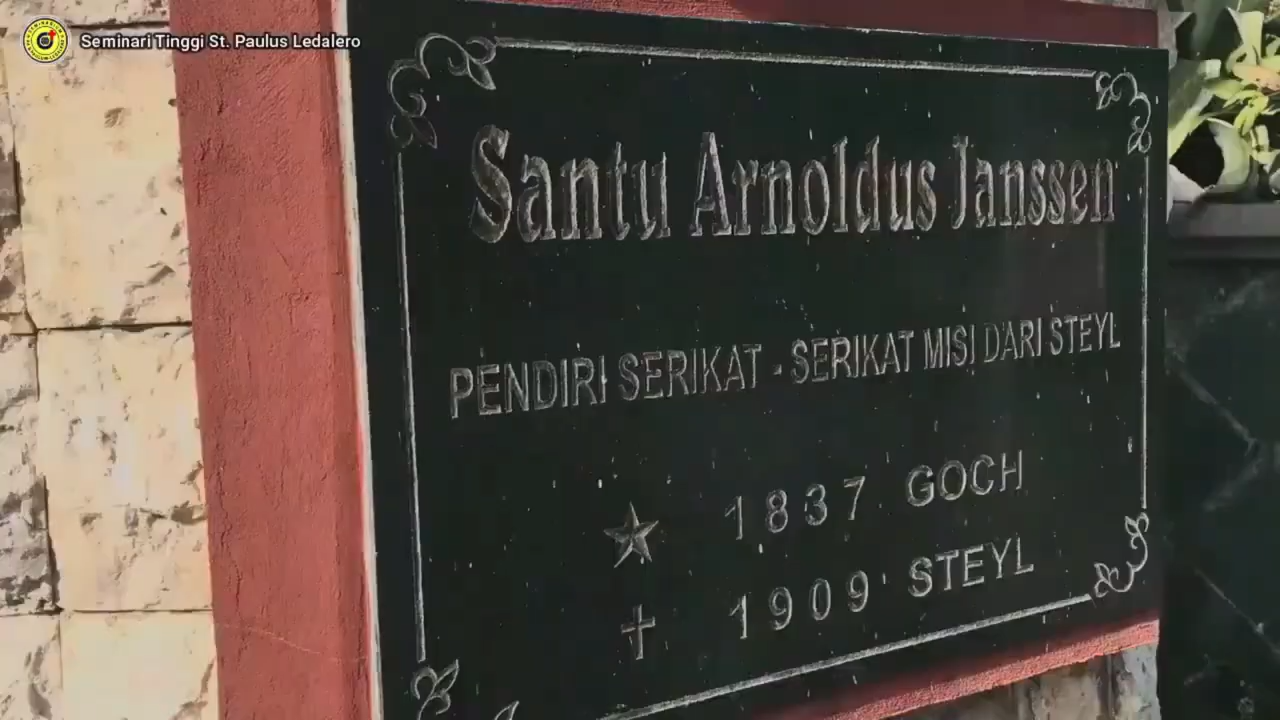 Seminari Tinggi St. Paulus Ledalero
Santu Arnoldus Janssen
PENDIRI SERIKAT - SERIKAT MISI DARI STEYL
1837 GOCH
1909 STEYL